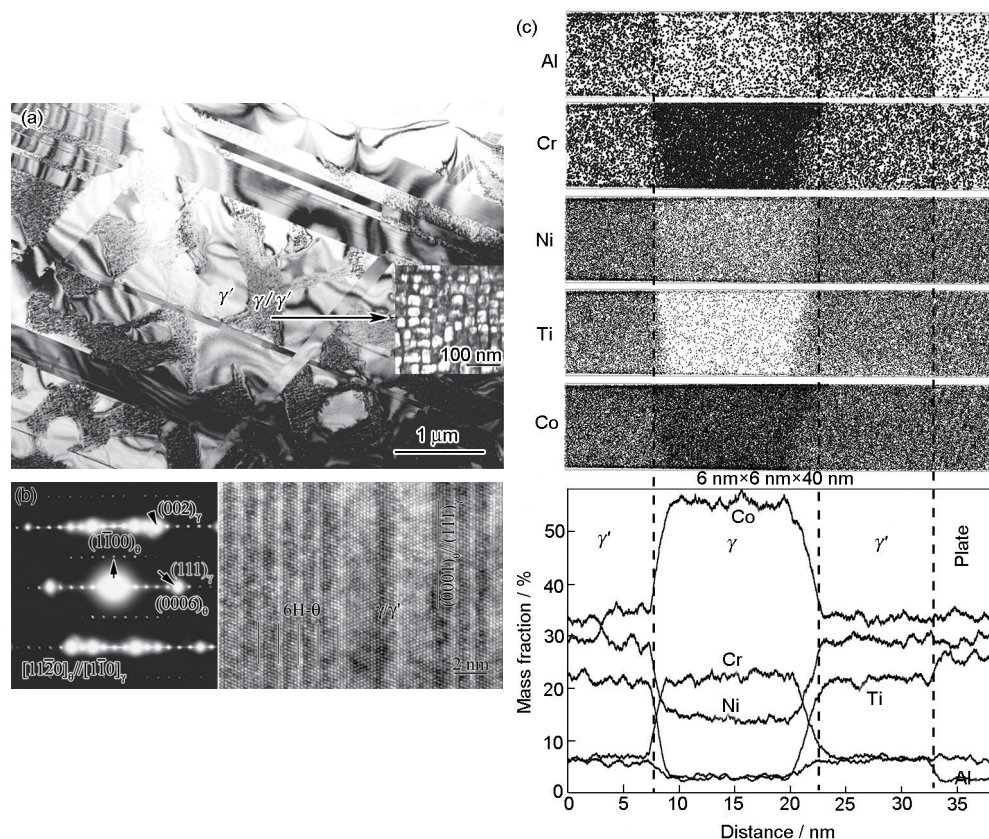 (a)
γ′
γ/γ′
100 nm
1 μm
(b)
(002)γ
(1̄100)θ
(111)γ
(0006)θ
[112̄0]θ//[11̄0]γ
6H-θ
γ/γ′
(0001)θ//(111)γ
2 nm
(c)
Al
Cr
Ni
Ti
Co
6 nm×6 nm×40 nm
Mass fraction / %
50
40
30
20
10
0
γ′
γ
γ′
Plate
Co
Cr
Ni
Ti
Al
0 5 10 15 20 25 30 35
Distance / nm